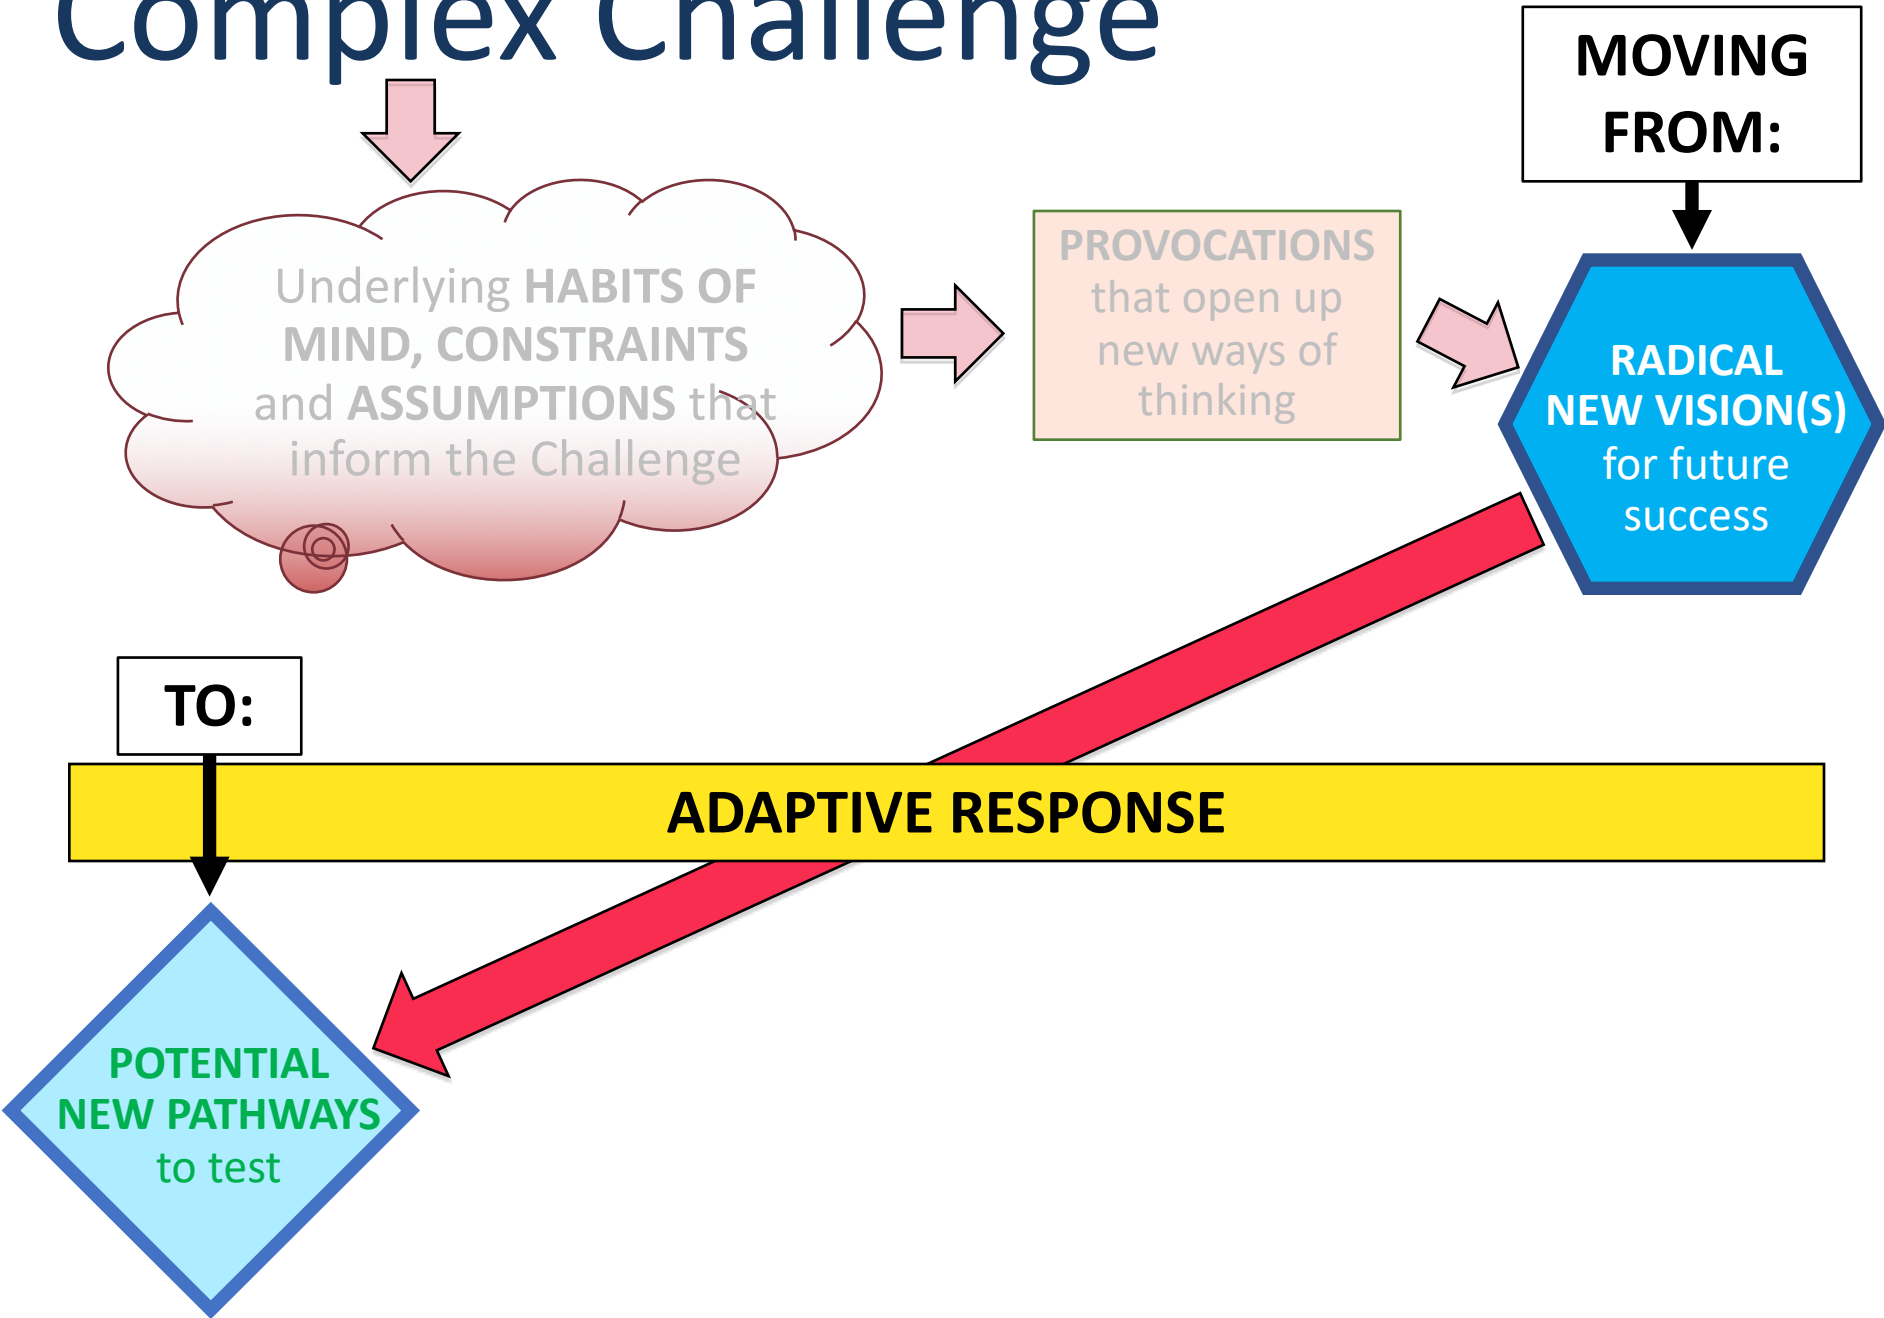 Complex Challenge
MOVING
FROM:
Underlying HABITS OF
MIND, CONSTRAINTS
and ASSUMPTIONS that
inform the Challenge
PROVOCATIONS
that open up
new ways of
thinking
RADICAL
NEW VISION(S)
for future
success
TO:
ADAPTIVE RESPONSE
POTENTIAL
NEW PATHWAYS
to test